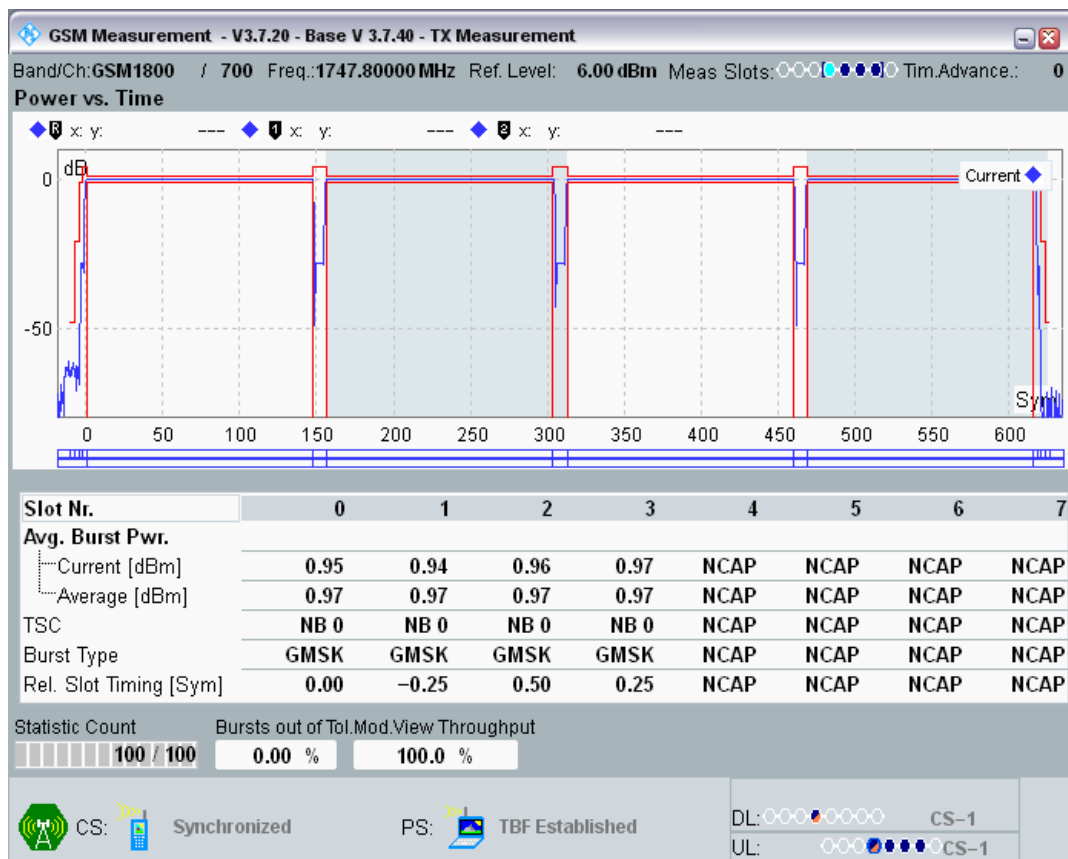 GSM Measurement - V3.7.20 - Base V 3.7.40 - TX Measurement
Band/Ch:GSM1800 / 700 Freq.:1747.80000 MHz Ref. Level: 6.00 dBm Meas Slots: Tim.Advance.: 0
Power vs. Time
R x: y: --- 1 x: y: --- 2 x: y: ---
dB
Current
0
-50
Sym
0 50 100 150 200 250 300 350 400 450 500 550 600
Slot Nr. 0 1 2 3 4 5 6 7
Avg. Burst Pwr.
Current [dBm] 0.95 0.94 0.96 0.97 NCAP NCAP NCAP NCAP
Average [dBm] 0.97 0.97 0.97 0.97 NCAP NCAP NCAP NCAP
TSC NB 0 NB 0 NB 0 NB 0 NCAP NCAP NCAP NCAP
Burst Type GMSK GMSK GMSK GMSK NCAP NCAP NCAP NCAP
Rel. Slot Timing [Sym] 0.00 −0.25 0.50 0.25 NCAP NCAP NCAP NCAP
Statistic Count Bursts out of Tol.Mod.View Throughput
100 / 100 0.00 % 100.0 %
CS: Synchronized PS: TBF Established
DL: CS−1
UL: CS−1